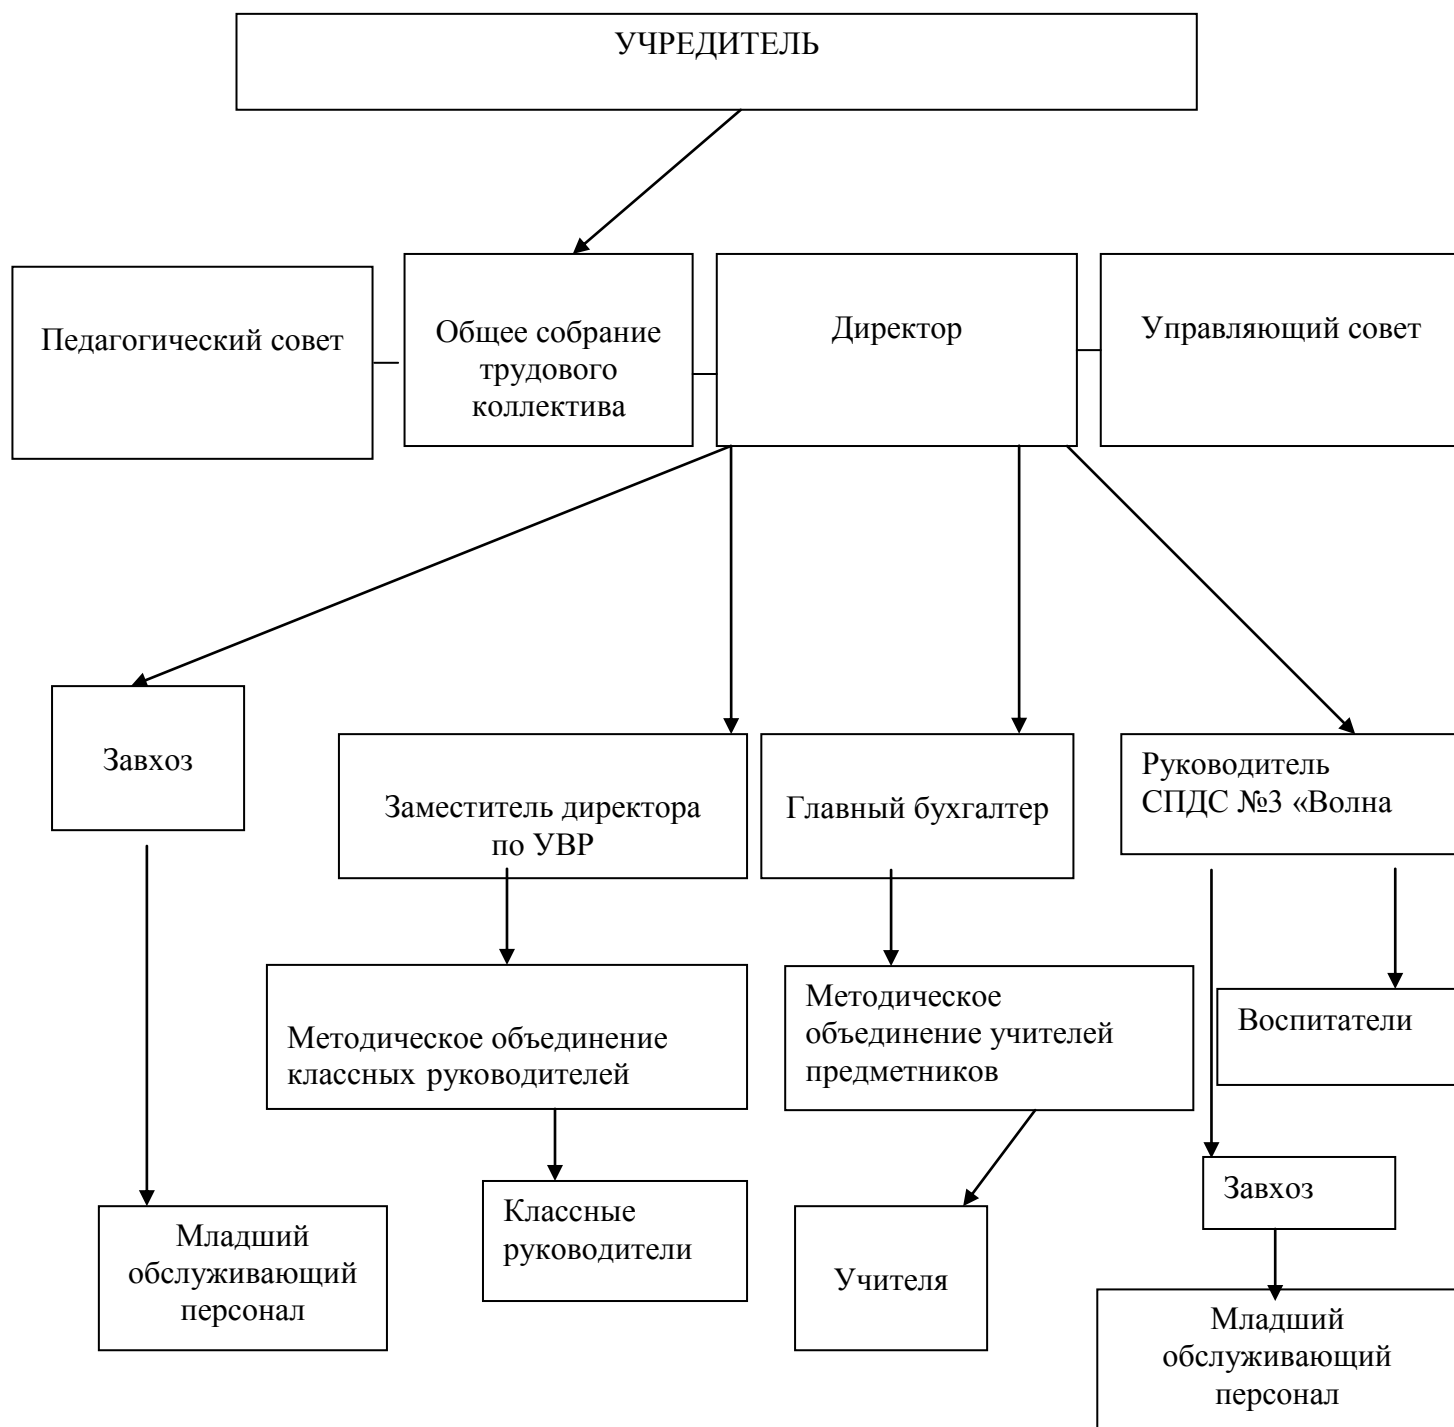 УЧРЕДИТЕЛЬ
Педагогический совет
Общее собрание
трудового
коллектива
Директор
Управляющий совет
Завхоз
Заместитель директора
по УВР
Главный бухгалтер
Руководитель
СПДС №3 «Волна
Методическое объединение
классных руководителей
Методическое
объединение учителей
предметников
Воспитатели
Младший
обслуживающий
персонал
Классные
руководители
Учителя
Завхоз
Младший
обслуживающий
персонал